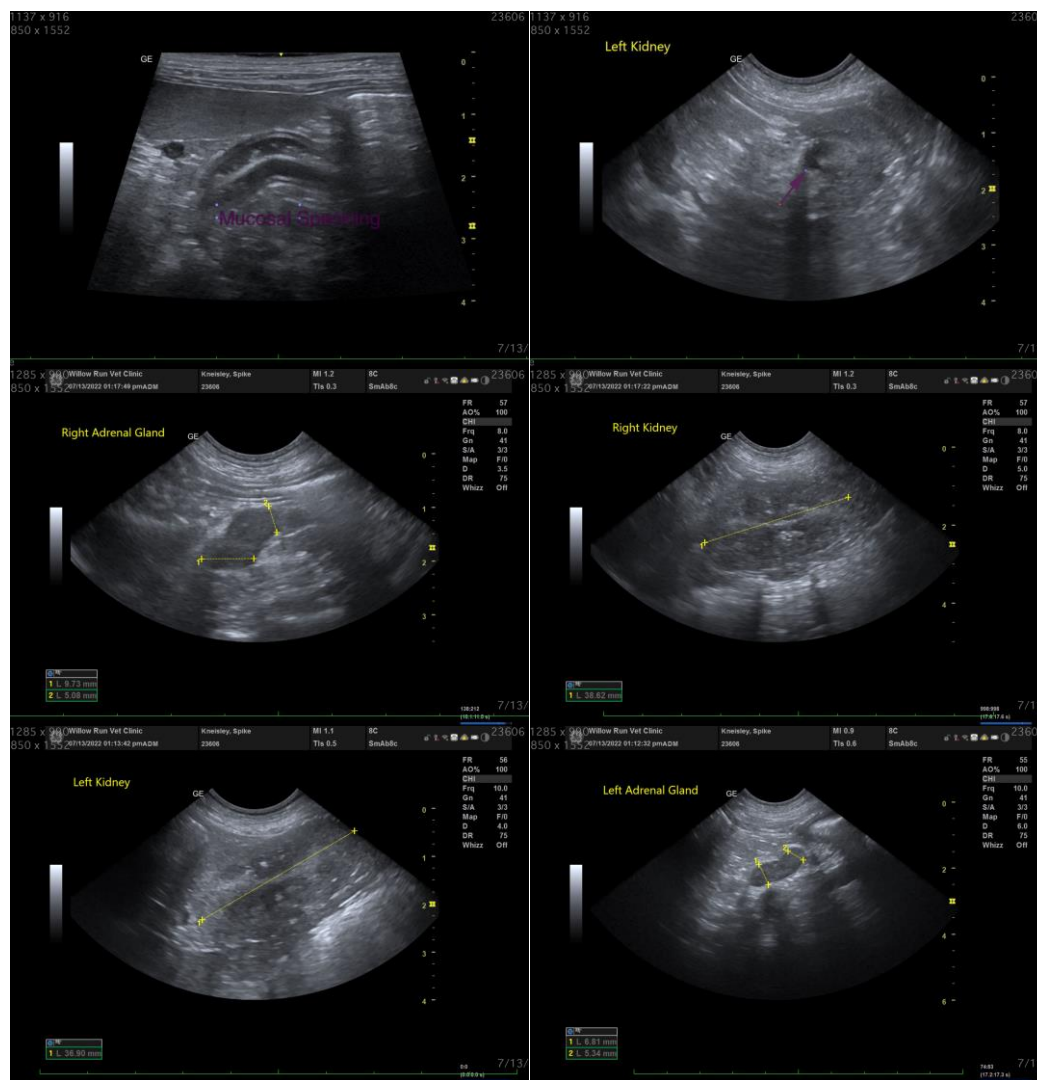 1137 x 916
850 x 1552
23606
GE
0
1
2
3
4
Mucosal Speckling
7/13/
2360
Left Kidney
GE
0
1
2
3
4
7/1
1285 x 980
850 x 1552
Willow Run Vet Clinic
07/13/2022 01:17:49 pmADM
Kneisley, Spike
23606
MI 1.2
TIs 0.3
8C
SmAb8c
23606
Right Adrenal Gland
GE
FR 57
AO% 100
CHI
Frq 8.0
Gn 41
S/A 3/3
Map F/0
D 3.5
DR 75
Whizz Off
0
1
2
3
1 L 9.73 mm
2 L 5.08 mm
7/13/
1285 x 980
850 x 1552
Willow Run Vet Clinic
07/13/2022 01:17:22 pmADM
Kneisley, Spike
23606
MI 1.2
TIs 0.3
8C
SmAb8c
2360
Right Kidney
GE
FR 57
AO% 100
CHI
Frq 8.0
Gn 41
S/A 3/3
Map F/0
D 5.0
DR 75
Whizz Off
0
2
4
1 L 38.62 mm
7/1
1285 x 980
850 x 1552
Willow Run Vet Clinic
07/13/2022 01:13:42 pmADM
Kneisley, Spike
23606
MI 1.1
TIs 0.5
8C
SmAb8c
23606
Left Kidney
GE
FR 56
AO% 100
CHI
Frq 10.0
Gn 41
S/A 3/3
Map F/0
D 4.0
DR 75
Whizz Off
0
1
2
3
4
1 L 36.90 mm
7/13/
1285 x 980
850 x 1552
Willow Run Vet Clinic
07/13/2022 01:12:32 pmADM
Kneisley, Spike
23606
MI 0.9
TIs 0.6
8C
SmAb8c
2360
Left Adrenal Gland
GE
FR 55
AO% 100
CHI
Frq 10.0
Gn 41
S/A 3/3
Map F/0
D 6.0
DR 75
Whizz Off
0
2
4
6
1 L 6.81 mm
2 L 5.34 mm
7/1